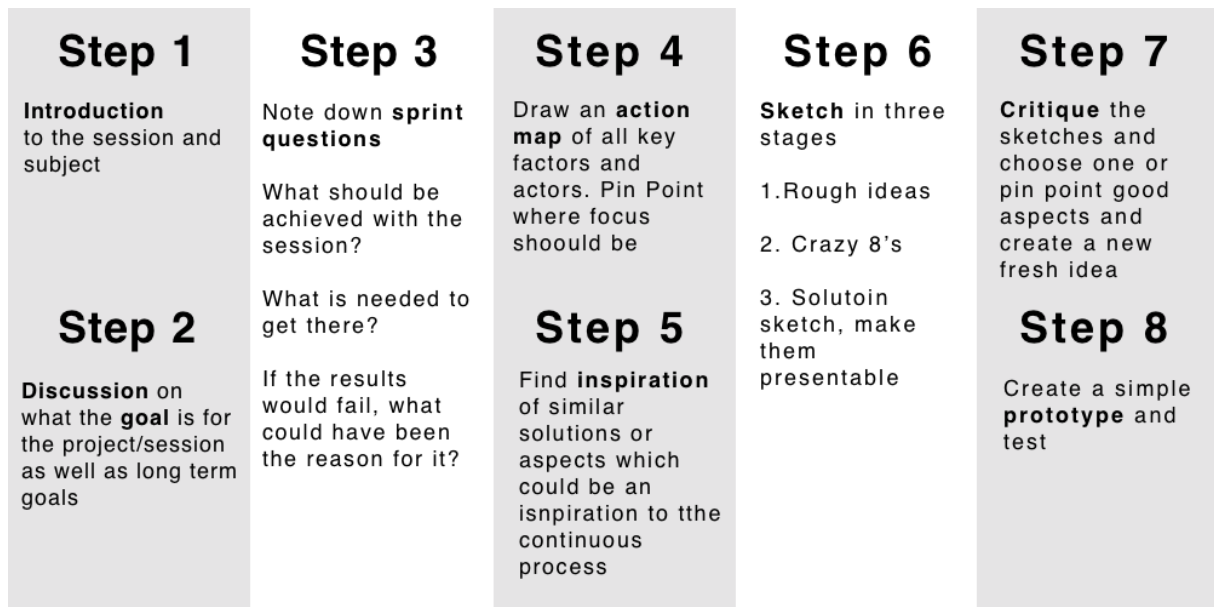 Step 1
Introduction
to the session and
subject
Step 2
Discussion on
what the goal is for
the project/session
as well as long term
goals
Step 3
Note down sprint
questions
What should be
achieved with the
session?
What is needed to
get there?
If the results
would fail, what
could have been
the reason for it?
Step 4
Draw an action
map of all key
factors and
actors. Pin Point
where focus
shoould be
Step 5
Find inspiration
of similar
solutions or
aspects which
could be an
isnpiration to tthe
continuous
process
Step 6
Sketch in three
stages
1.Rough ideas
2. Crazy 8’s
3. Solutoin
sketch, make
them
presentable
Step 7
Critique the
sketches and
choose one or
pin point good
aspects and
create a new
fresh idea
Step 8
Create a simple
prototype and
test